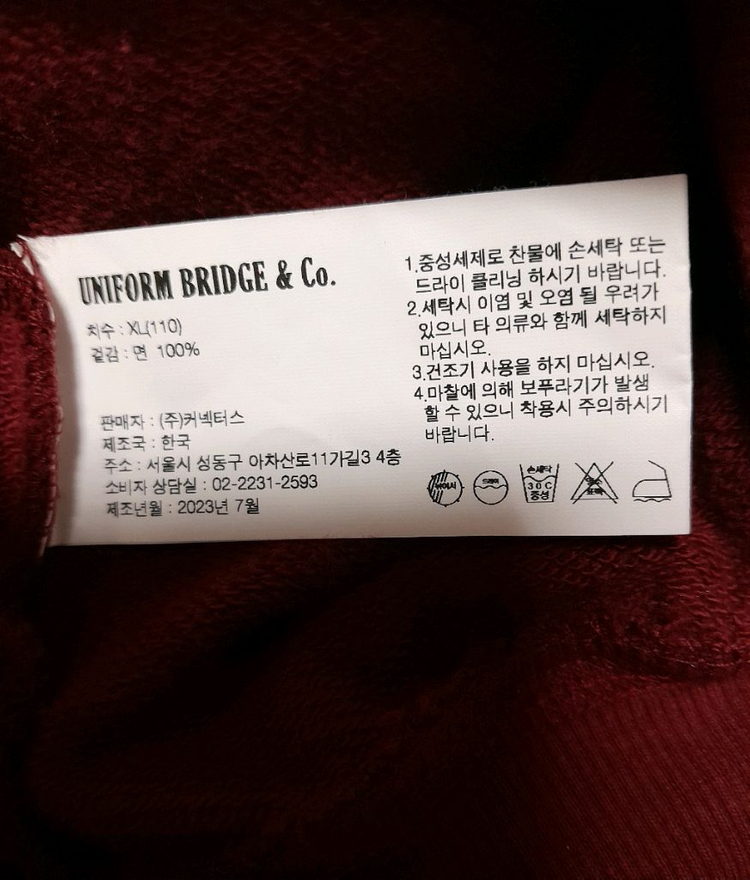 UNIFORM BRIDGE & Co.
치수 : XL(110)
겉감 : 면 100%
판매자 : (주)커넥터스
제조국 : 한국
주소 : 서울시 성동구 아차산로11가길3 4층
소비자 상담실 : 02-2231-2593
제조년월 : 2023년 7월
1.중성세제로 찬물에 손세탁 또는
드라이 클리닝 하시기 바랍니다.
2.세탁시 이염 및 오염 될 우려가
있으니 타 의류와 함께 세탁하지
마십시오.
3.건조기 사용을 하지 마십시오.
4.마찰에 의해 보푸라기가 발생
할 수 있으니 착용시 주의하시기
바랍니다.
뉘어서
드라이
손세탁
30 C
중성